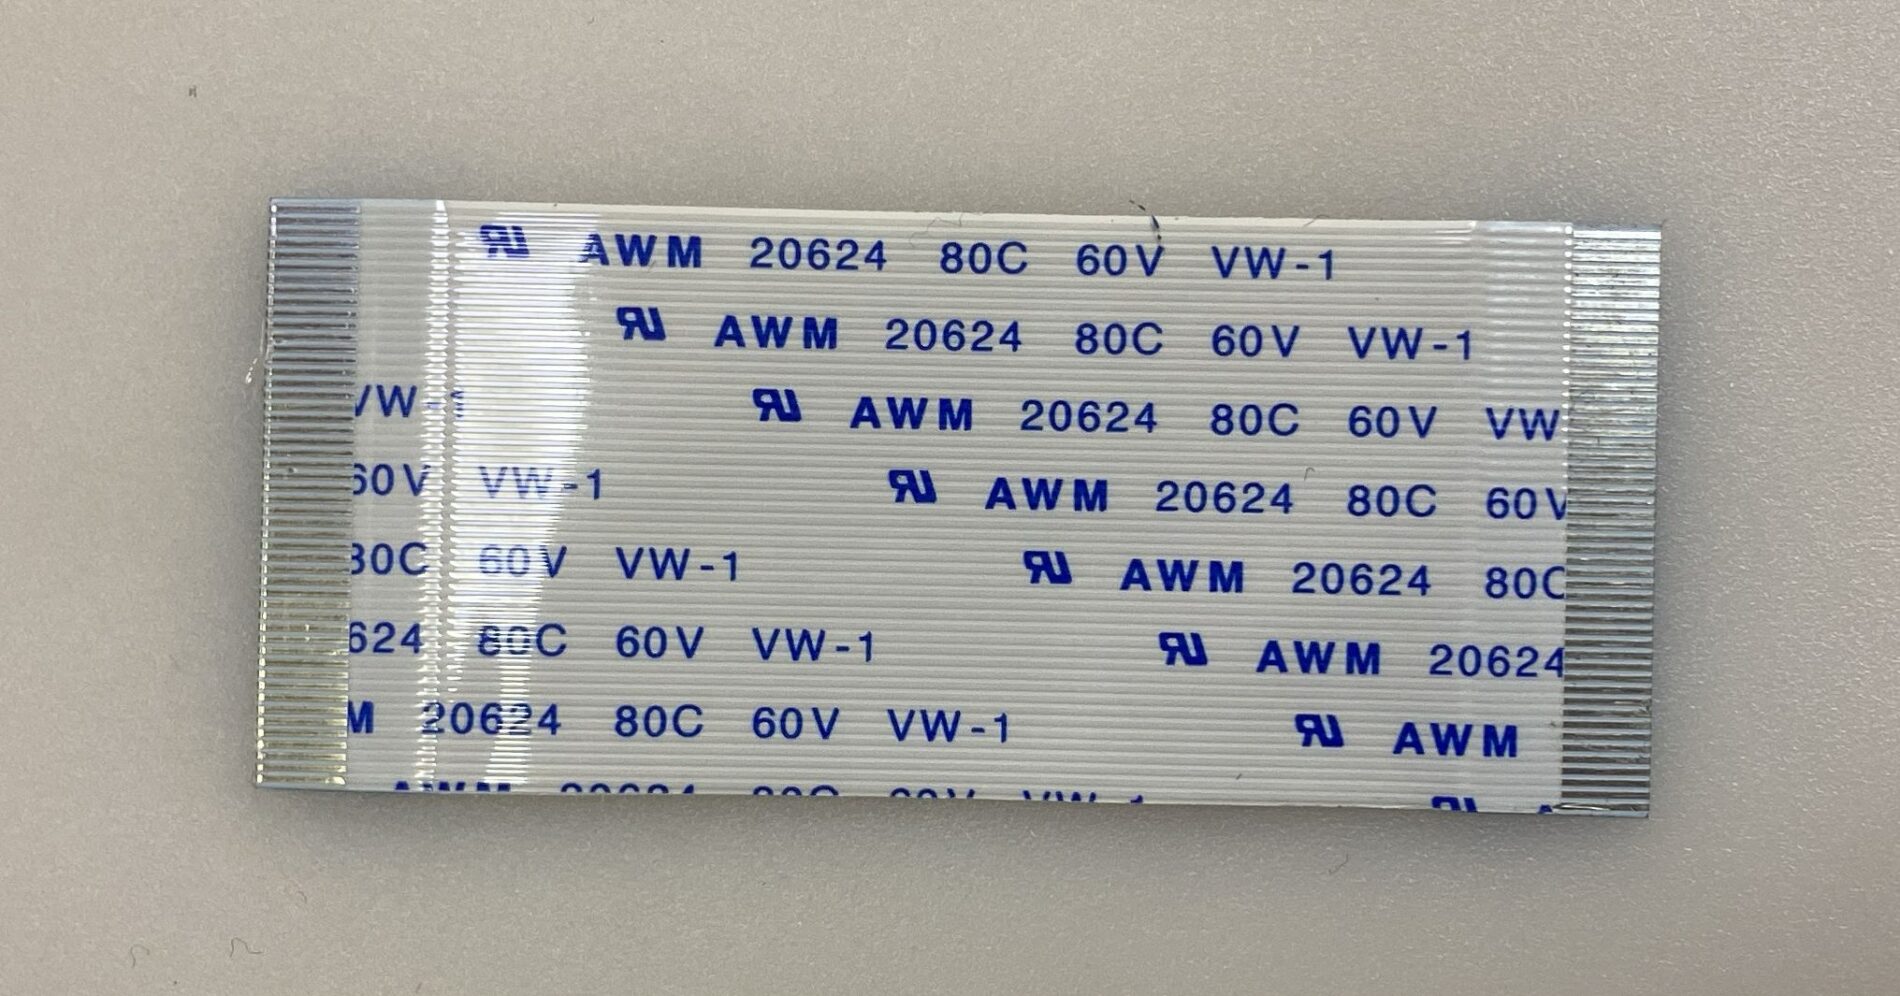 AWM 20624 80C 60V VW-1
AWM 20624 80C 60V VW-1
VW-1 AWM 20624 80C 60V VW
60V VW-1 AWM 20624 80C 60V
80C 60V VW-1 AWM 20624 80C
624 80C 60V VW-1 AWM 20624
M 20624 80C 60V VW-1 AWM